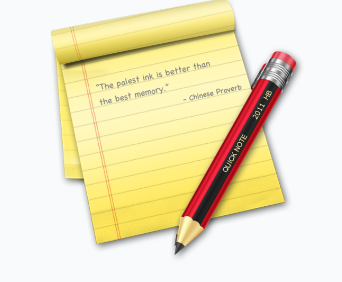 "The palest ink is better than
the best memory."
- Chinese Proverb
QUICK NOTE 2011 HB